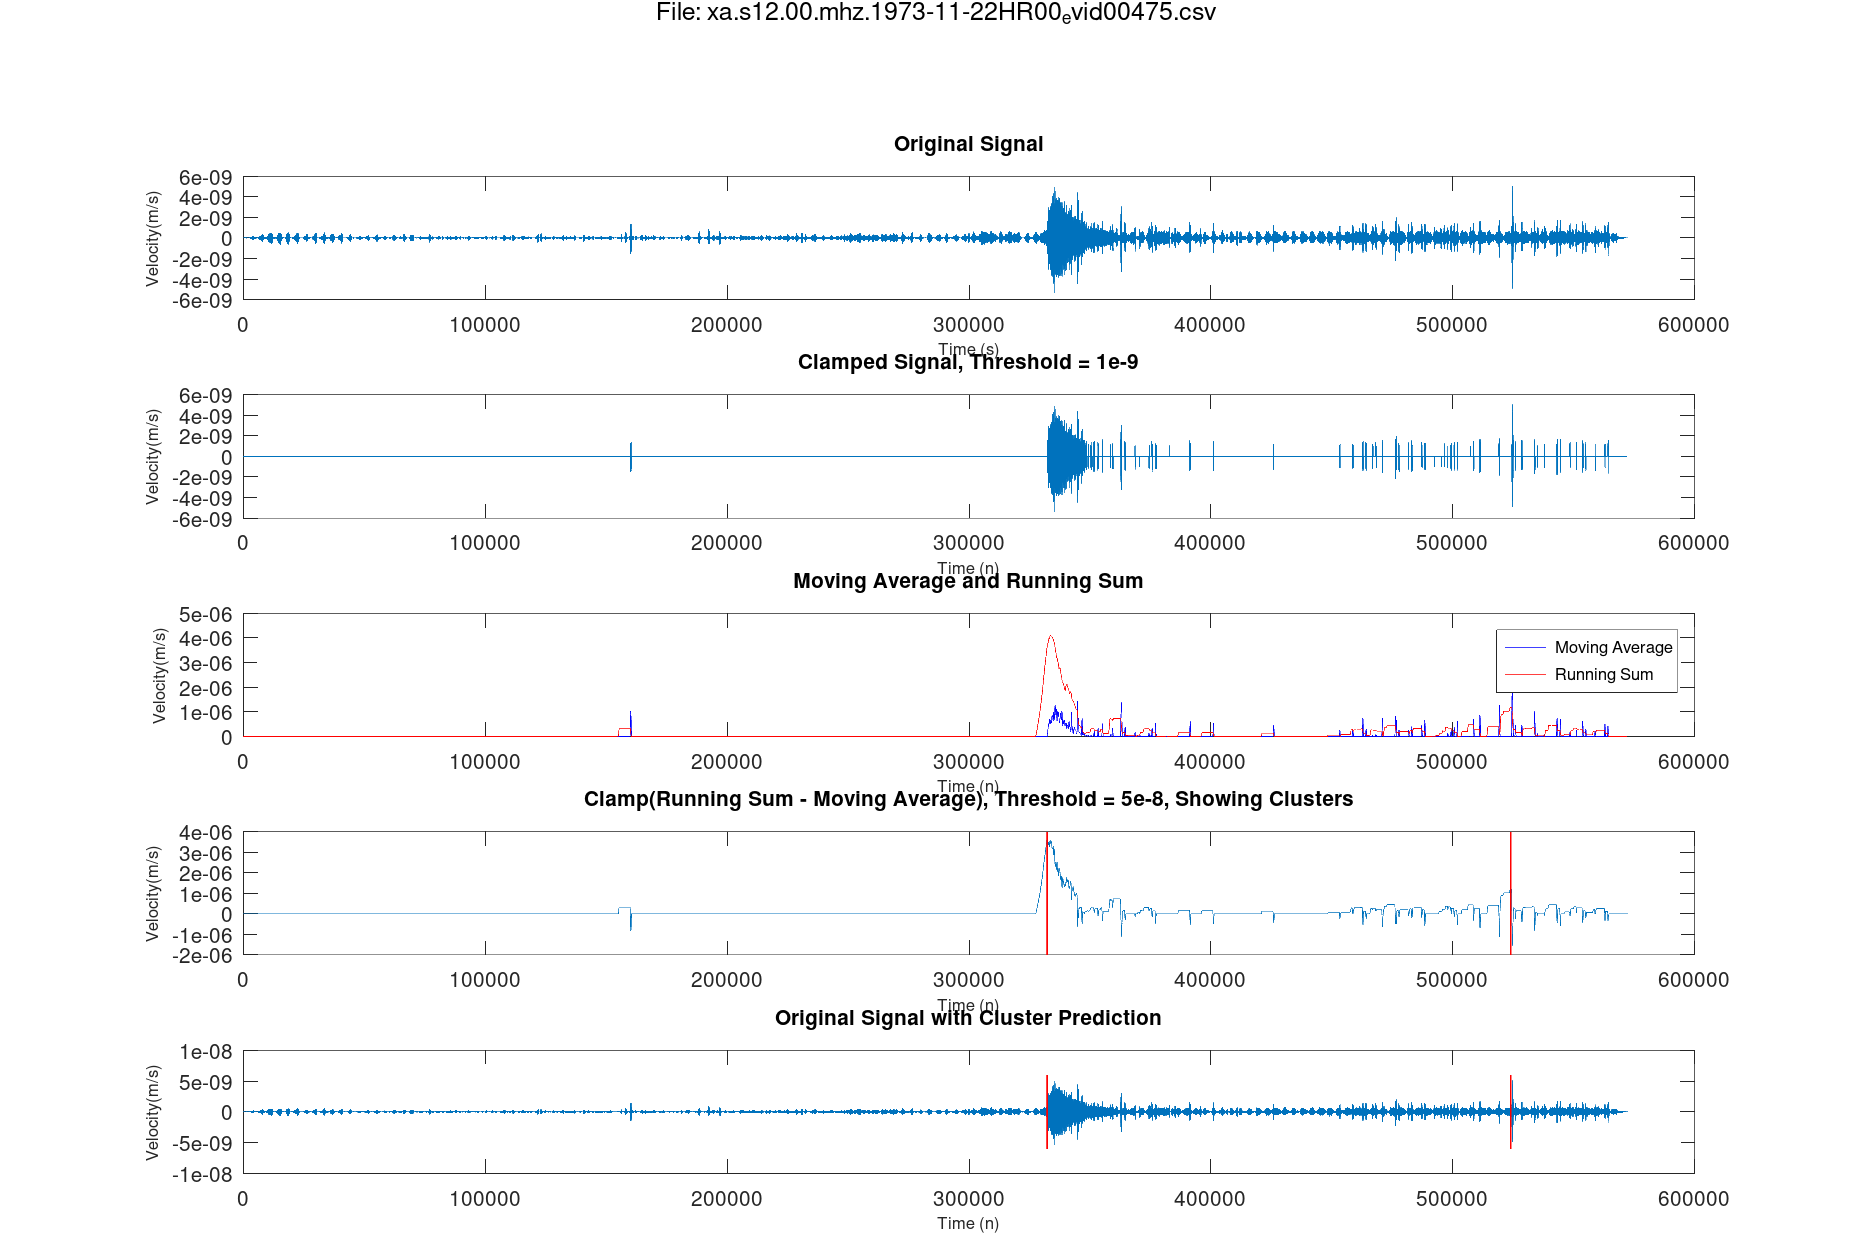 File: xa.s12.00.mhz.1973-11-22HR00evid00475.csv
Original Signal
Velocity(m/s)
6e-09
4e-09
2e-09
0
-2e-09
-4e-09
-6e-09
0 100000 200000 300000 400000 500000 600000
Time (s)
Clamped Signal, Threshold = 1e-9
Velocity(m/s)
6e-09
4e-09
2e-09
0
-2e-09
-4e-09
-6e-09
0 100000 200000 300000 400000 500000 600000
Time (n)
Moving Average and Running Sum
Velocity(m/s)
5e-06
4e-06
3e-06
2e-06
1e-06
0
Moving Average
Running Sum
0 100000 200000 300000 400000 500000 600000
Time (n)
Clamp(Running Sum - Moving Average), Threshold = 5e-8, Showing Clusters
Velocity(m/s)
4e-06
3e-06
2e-06
1e-06
0
-1e-06
-2e-06
0 100000 200000 300000 400000 500000 600000
Time (n)
Original Signal with Cluster Prediction
Velocity(m/s)
1e-08
5e-09
0
-5e-09
-1e-08
0 100000 200000 300000 400000 500000 600000
Time (n)